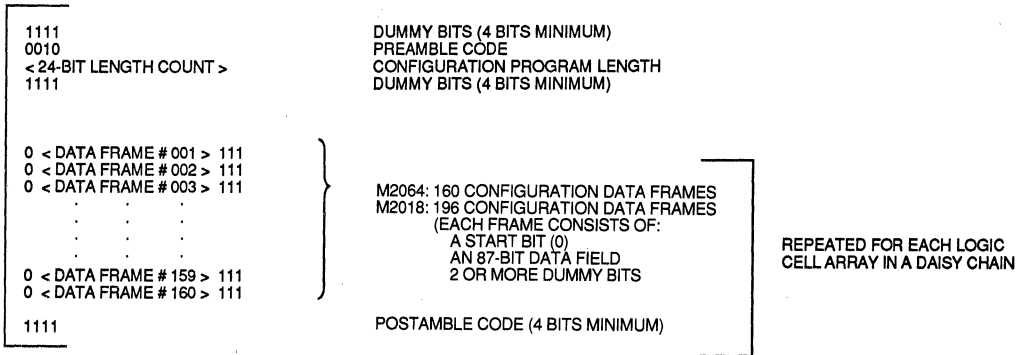 1111 DUMMY BITS (4 BITS MINIMUM)
0010 PREAMBLE CODE
< 24-BIT LENGTH COUNT > CONFIGURATION PROGRAM LENGTH
1111 DUMMY BITS (4 BITS MINIMUM)
0 < DATA FRAME # 001 > 111
0 < DATA FRAME # 002 > 111
0 < DATA FRAME # 003 > 111
. . .
. . .
. . .
. . .
0 < DATA FRAME # 159 > 111
0 < DATA FRAME # 160 > 111
M2064: 160 CONFIGURATION DATA FRAMES
M2018: 196 CONFIGURATION DATA FRAMES
(EACH FRAME CONSISTS OF:
A START BIT (0)
AN 87-BIT DATA FIELD
2 OR MORE DUMMY BITS
REPEATED FOR EACH LOGIC
CELL ARRAY IN A DAISY CHAIN
1111 POSTAMBLE CODE (4 BITS MINIMUM)